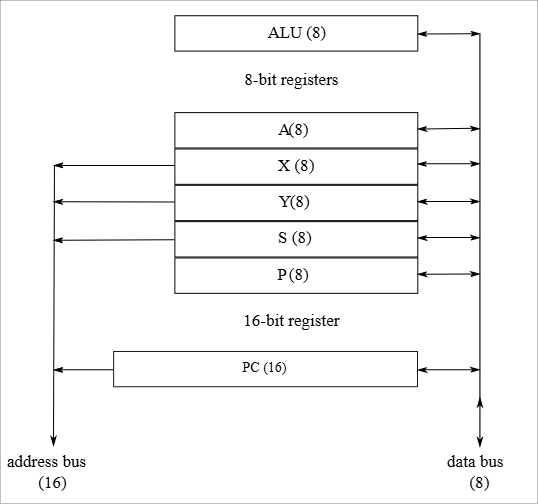 ALU (8)
8-bit registers
A(8)
X (8)
Y(8)
S (8)
P(8)
16-bit register
PC (16)
address bus
(16)
data bus
(8)